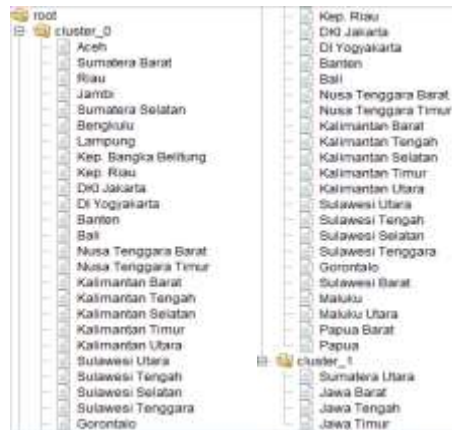 root
cluster_0
Aceh
Sumatera Barat
Riau
Jambi
Sumatera Selatan
Bengkulu
Lampung
Kep. Bangka Belitung
Kep. Riau
DKI Jakarta
DI Yogyakarta
Banten
Bali
Nusa Tenggara Barat
Nusa Tenggara Timur
Kalimantan Barat
Kalimantan Tengah
Kalimantan Selatan
Kalimantan Timur
Kalimantan Utara
Sulawesi Utara
Sulawesi Tengah
Sulawesi Selatan
Sulawesi Tenggara
Gorontalo
Kep. Riau
DKI Jakarta
DI Yogyakarta
Banten
Bali
Nusa Tenggara Barat
Nusa Tenggara Timur
Kalimantan Barat
Kalimantan Tengah
Kalimantan Selatan
Kalimantan Timur
Kalimantan Utara
Sulawesi Utara
Sulawesi Tengah
Sulawesi Selatan
Sulawesi Tenggara
Gorontalo
Sulawesi Barat
Maluku
Maluku Utara
Papua Barat
Papua
cluster_1
Sumatera Utara
Jawa Barat
Jawa Tengah
Jawa Timur